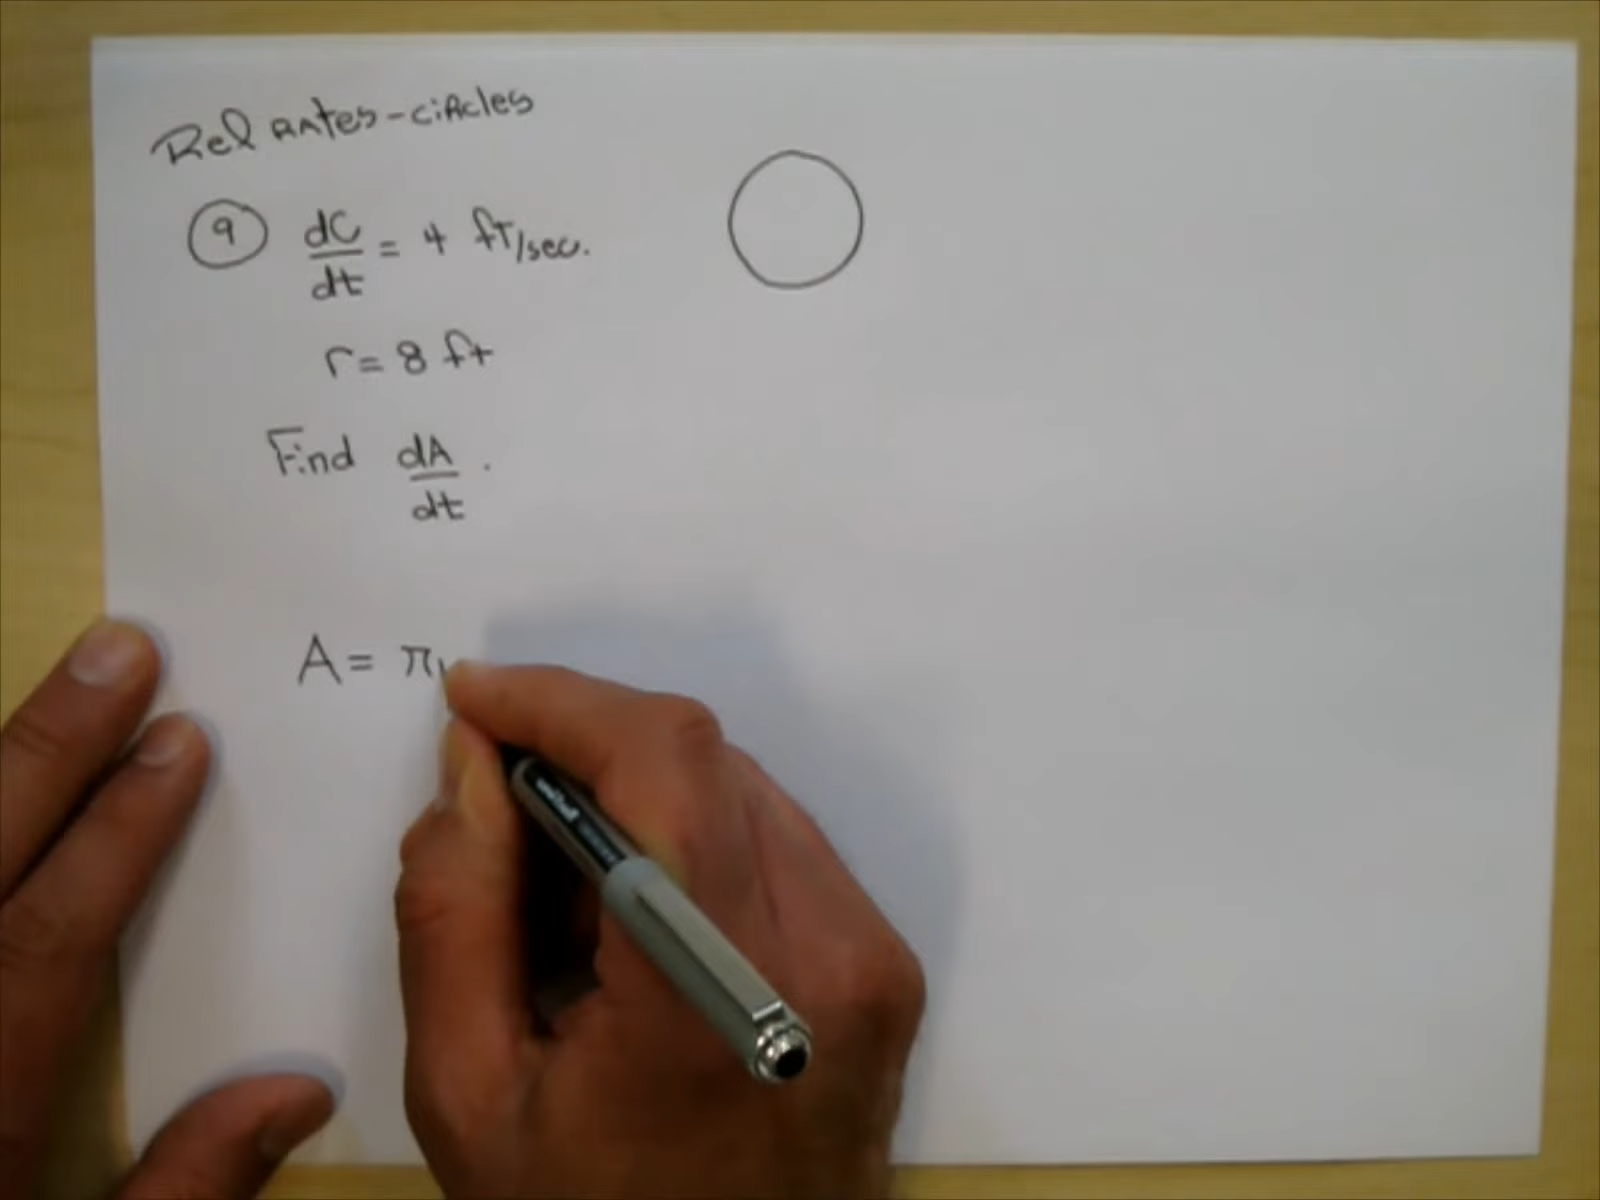 Rel Rates - circles
9 dC/dt = 4 ft/sec.
r = 8 ft
Find dA/dt.
A = π